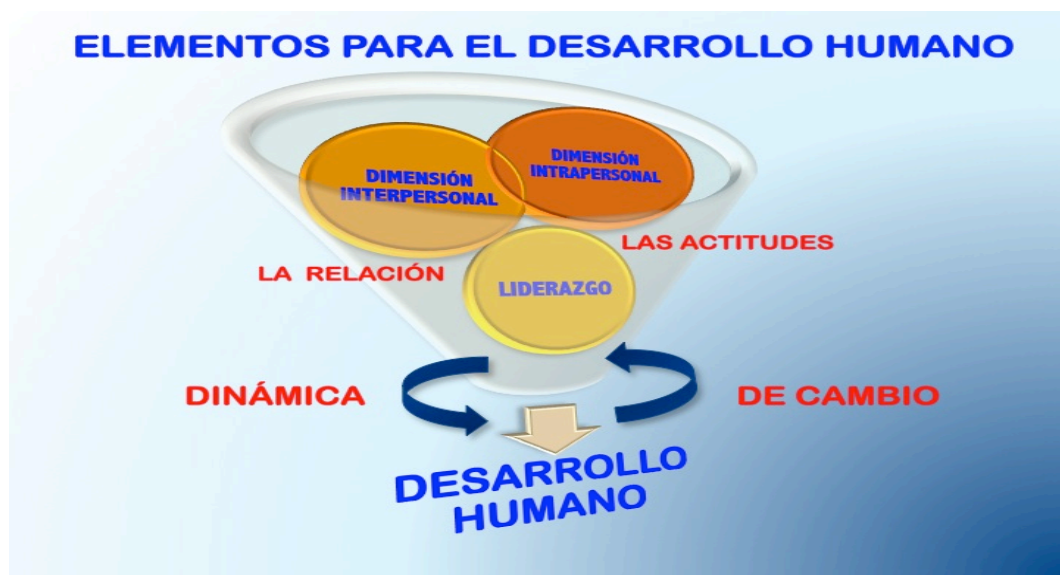 ELEMENTOS PARA EL DESARROLLO HUMANO
DIMENSIÓN
INTERPERSONAL
DIMENSIÓN
INTRAPERSONAL
LA RELACIÓN
LAS ACTITUDES
LIDERAZGO
DINÁMICA
DE CAMBIO
DESARROLLO
HUMANO